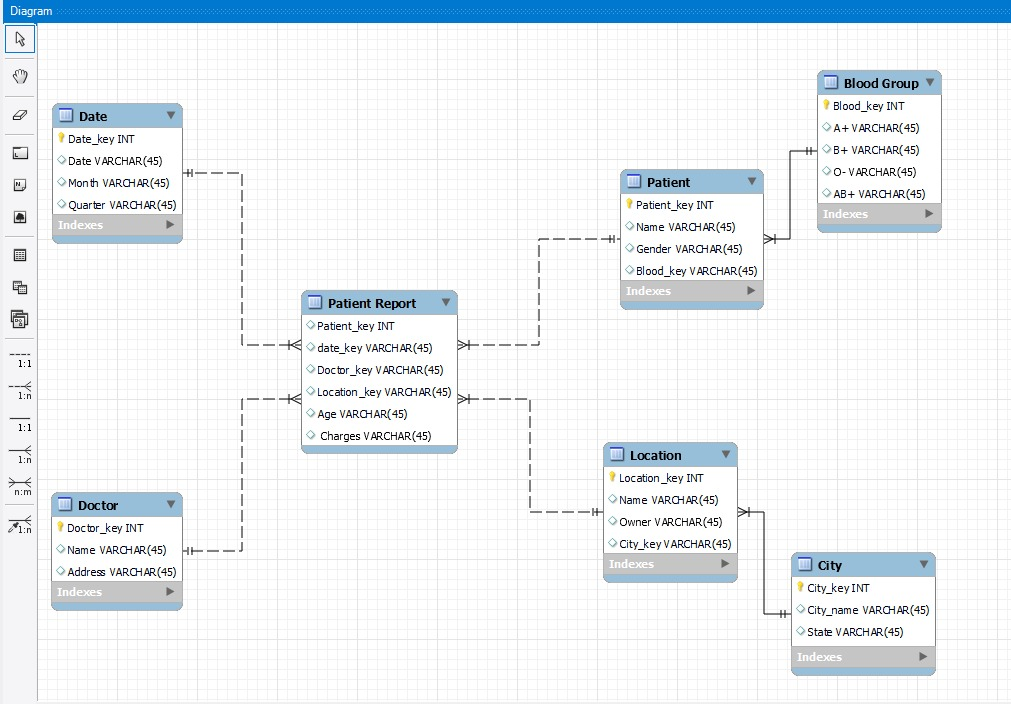 Diagram
Date
Date_key INT
Date VARCHAR(45)
Month VARCHAR(45)
Quarter VARCHAR(45)
Indexes
Blood Group
Blood_key INT
A+ VARCHAR(45)
B+ VARCHAR(45)
O- VARCHAR(45)
AB+ VARCHAR(45)
Indexes
Patient
Patient_key INT
Name VARCHAR(45)
Gender VARCHAR(45)
Blood_key VARCHAR(45)
Indexes
Patient Report
Patient_key INT
date_key VARCHAR(45)
Doctor_key VARCHAR(45)
Location_key VARCHAR(45)
Age VARCHAR(45)
Charges VARCHAR(45)
Doctor
Doctor_key INT
Name VARCHAR(45)
Address VARCHAR(45)
Indexes
Location
Location_key INT
Name VARCHAR(45)
Owner VARCHAR(45)
City_key VARCHAR(45)
Indexes
City
City_key INT
City_name VARCHAR(45)
State VARCHAR(45)
Indexes
1:1
1:n
1:1
1:n
n:m
1:n